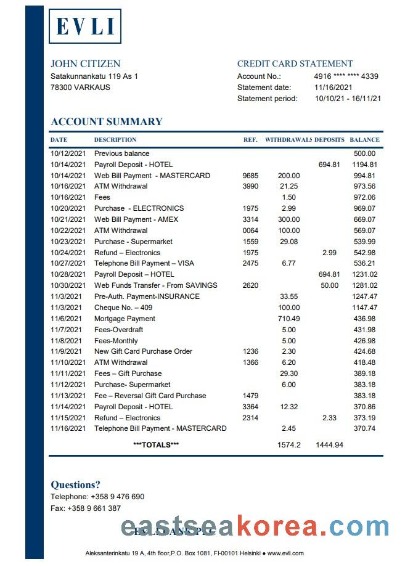 EVLI
JOHN CITIZEN
Satakunnankatu 119 As 1
78300 VARKAUS
CREDIT CARD STATEMENT
Account No.: 4916 **** **** 4339
Statement date: 11/16/2021
Statement period: 10/10/21 - 16/11/21
ACCOUNT SUMMARY
DATE DESCRIPTION REF. WITHDRAWALS DEPOSITS BALANCE
10/12/2021 Previous balance 500.00
10/14/2021 Payroll Deposit - HOTEL 694.81 1194.81
10/14/2021 Web Bill Payment - MASTERCARD 9685 200.00 994.81
10/16/2021 ATM Withdrawal 3990 21.25 973.56
10/16/2021 Fees 1.50 972.06
10/20/2021 Purchase - ELECTRONICS 1975 2.99 969.07
10/21/2021 Web Bill Payment - AMEX 3314 300.00 669.07
10/22/2021 ATM Withdrawal 0064 100.00 569.07
10/23/2021 Purchase - Supermarket 1559 29.08 539.99
10/24/2021 Refund – Electronics 1975 2.99 542.98
10/27/2021 Telephone Bill Payment – VISA 2475 6.77 536.21
10/28/2021 Payroll Deposit – HOTEL 694.81 1231.02
10/30/2021 Web Funds Transfer - From SAVINGS 2620 50.00 1281.02
11/3/2021 Pre-Auth. Payment-INSURANCE 33.55 1247.47
11/3/2021 Cheque No. – 409 100.00 1147.47
11/6/2021 Mortgage Payment 710.49 436.98
11/7/2021 Fees-Overdraft 5.00 431.98
11/8/2021 Fees-Monthly 5.00 426.98
11/9/2021 New Gift Card Purchase Order 1236 2.30 424.68
11/10/2021 ATM Withdrawal 1366 6.20 418.48
11/11/2021 Fees – Gift Purchase 29.30 389.18
11/12/2021 Purchase- Supermarket 6.00 383.18
11/13/2021 Fee – Reversal Gift Card Purchase 1479 383.18
11/14/2021 Payroll Deposit - HOTEL 3364 12.32 370.86
11/15/2021 Refund – Electronics 2314 2.33 373.19
11/16/2021 Telephone Bill Payment - MASTERCARD 2.45 370.74
***TOTALS*** 1574.2 1444.94
Questions?
Telephone: +358 9 476 690
Fax: +358 9 661 387
eastseakorea.com
Aleksanterinkatu 19 A, 4th floor,P.O. Box 1081, FH00101 Helsinki ● www.evli.com